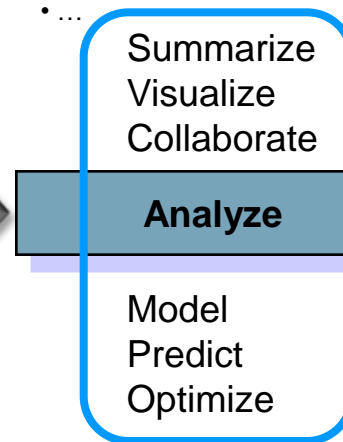 • ...
Summarize
Visualize
Collaborate
Analyze
Model
Predict
Optimize